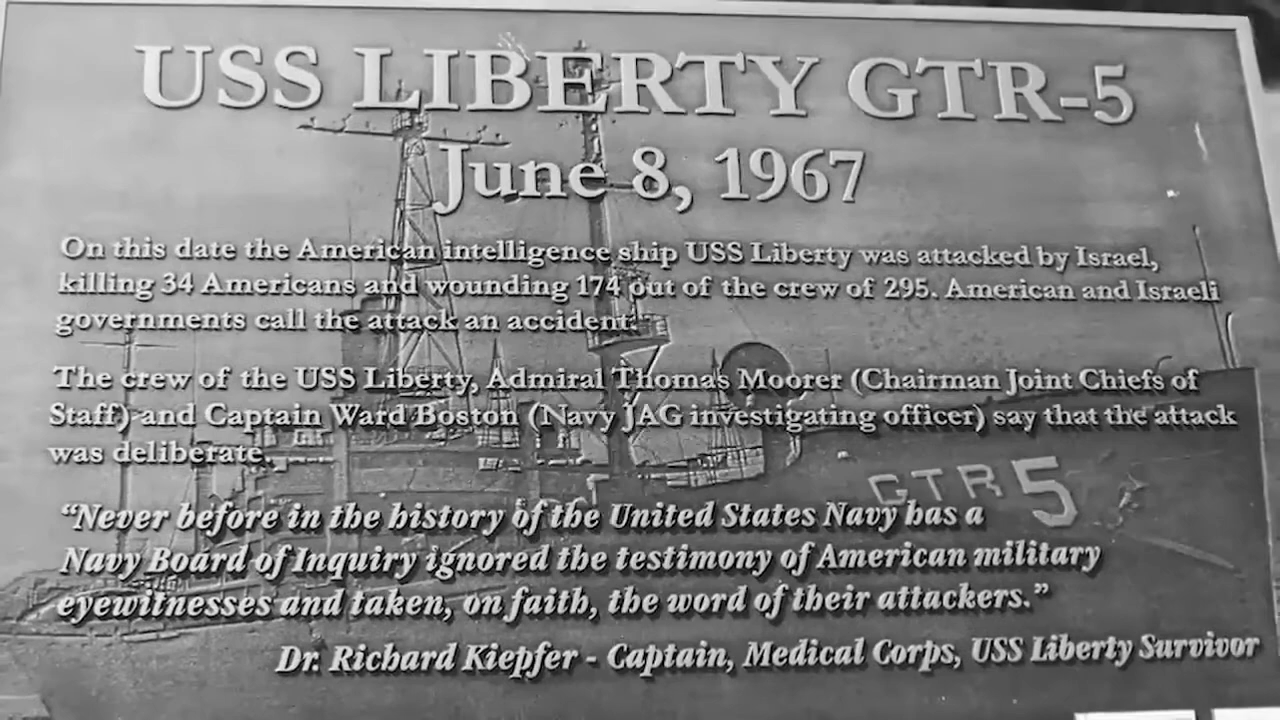 USS LIBERTY GTR-5
June 8, 1967
On this date the American intelligence ship USS Liberty was attacked by Israel,
killing 34 Americans and wounding 174 out of the crew of 295. American and Israeli
governments call the attack an accident.
The crew of the USS Liberty, Admiral Thomas Moorer (Chairman Joint Chiefs of
Staff) and Captain Ward Boston (Navy JAG investigating officer) say that the attack
was deliberate.
GTR 5
“Never before in the history of the United States Navy has a
Navy Board of Inquiry ignored the testimony of American military
eyewitnesses and taken, on faith, the word of their attackers.”
Dr. Richard Kiepfer - Captain, Medical Corps, USS Liberty Survivor